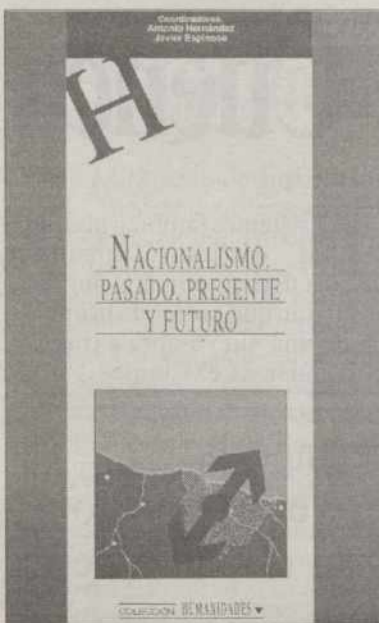 Coordinadores:
Antonio Hernández
Javier Espinosa
H
NACIONALISMO.
PASADO. PRESENTE
Y FUTURO
COLECCIÓN HUMANIDADES